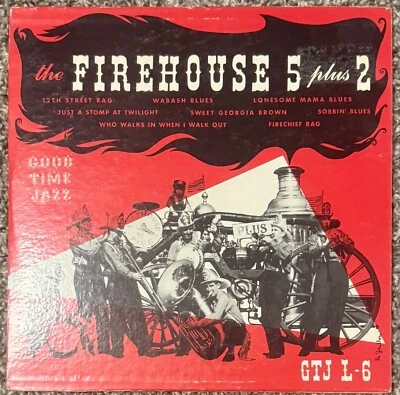 the FIREHOUSE 5 plus 2
12TH STREET RAG WABASH BLUES LONESOME MAMA BLUES
JUST A STOMP AT TWILIGHT SWEET GEORGIA BROWN SOBBIN' BLUES
WHO WALKS IN WHEN I WALK OUT FIRECHIEF RAG
GOOD
TIME
JAZZ
PLUS
GTJ L-6